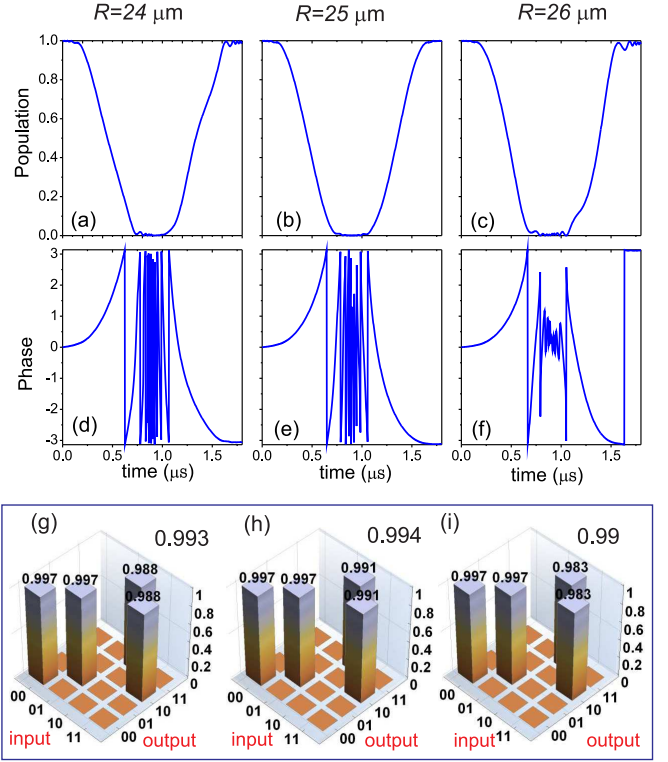 R=24 μm R=25 μm R=26 μm
Population
1.0
0.8
0.6
0.4
0.2
0.0
(a) (b) (c)
Phase
3
2
1
0
-1
-2
-3
(d) (e) (f)
0.0 0.5 1.0 1.5 0.0 0.5 1.0 1.5 0.0 0.5 1.0 1.5
time (μs) time (μs) time (μs)
(g) 0.993 (h) 0.994 (i) 0.99
0.997 0.997 0.988 0.988
0.997 0.997 0.991 0.991
0.997 0.997 0.983 0.983
1 0.8 0.6 0.4 0.2 0
1 0.8 0.6 0.4 0.2 0
1 0.8 0.6 0.4 0.2 0
00 01 10 11 00 01 10 11
00 01 10 11 00 01 10 11
00 01 10 11 00 01 10 11
input output input output input output